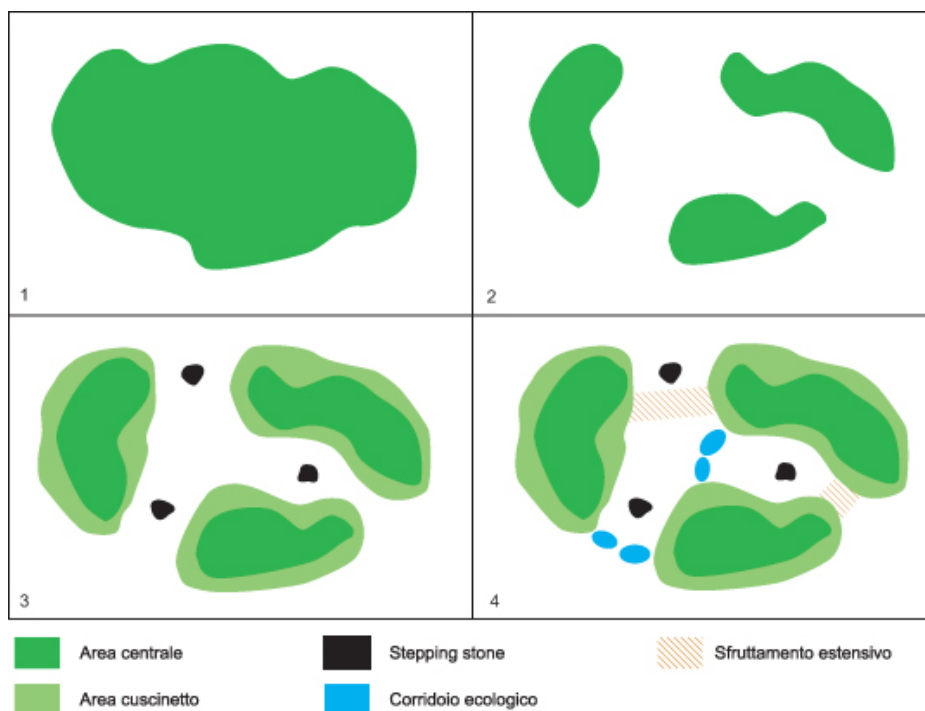 1
2
3
4
Area centrale
Stepping stone
Sfruttamento estensivo
Area cuscinetto
Corridoio ecologico